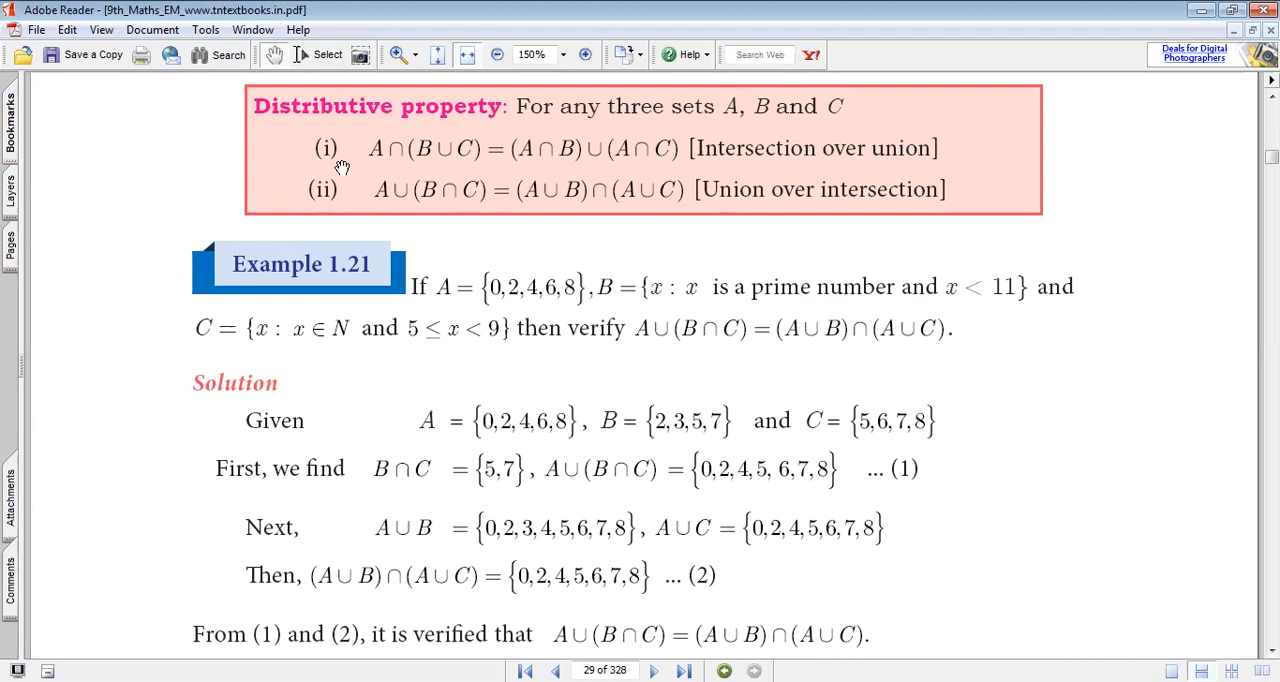 Adobe Reader - [9th_Maths_EM_www.tntextbooks.in.pdf]
File Edit View Document Tools Window Help
Save a Copy Search Select 150% Help Search Web Y! Deals for Digital Photographers
Bookmarks
Layers
Pages
Attachments
Comments
Distributive property: For any three sets A, B and C
(i) A∩(B∪C)=(A∩B)∪(A∩C) [Intersection over union]
(ii) A∪(B∩C)=(A∪B)∩(A∪C) [Union over intersection]
Example 1.21 If A={0,2,4,6,8}, B={x : x is a prime number and x < 11} and
C = {x : x∈N and 5 ≤ x < 9} then verify A∪(B∩C)=(A∪B)∩(A∪C).
Solution
Given A = {0,2,4,6,8}, B = {2,3,5,7} and C = {5,6,7,8}
First, we find B∩C = {5,7}, A∪(B∩C) = {0,2,4,5, 6,7,8} ... (1)
Next, A∪B = {0,2,3,4,5,6,7,8}, A∪C = {0,2,4,5,6,7,8}
Then, (A∪B)∩(A∪C) = {0,2,4,5,6,7,8} ... (2)
From (1) and (2), it is verified that A∪(B∩C)=(A∪B)∩(A∪C).
29 of 328